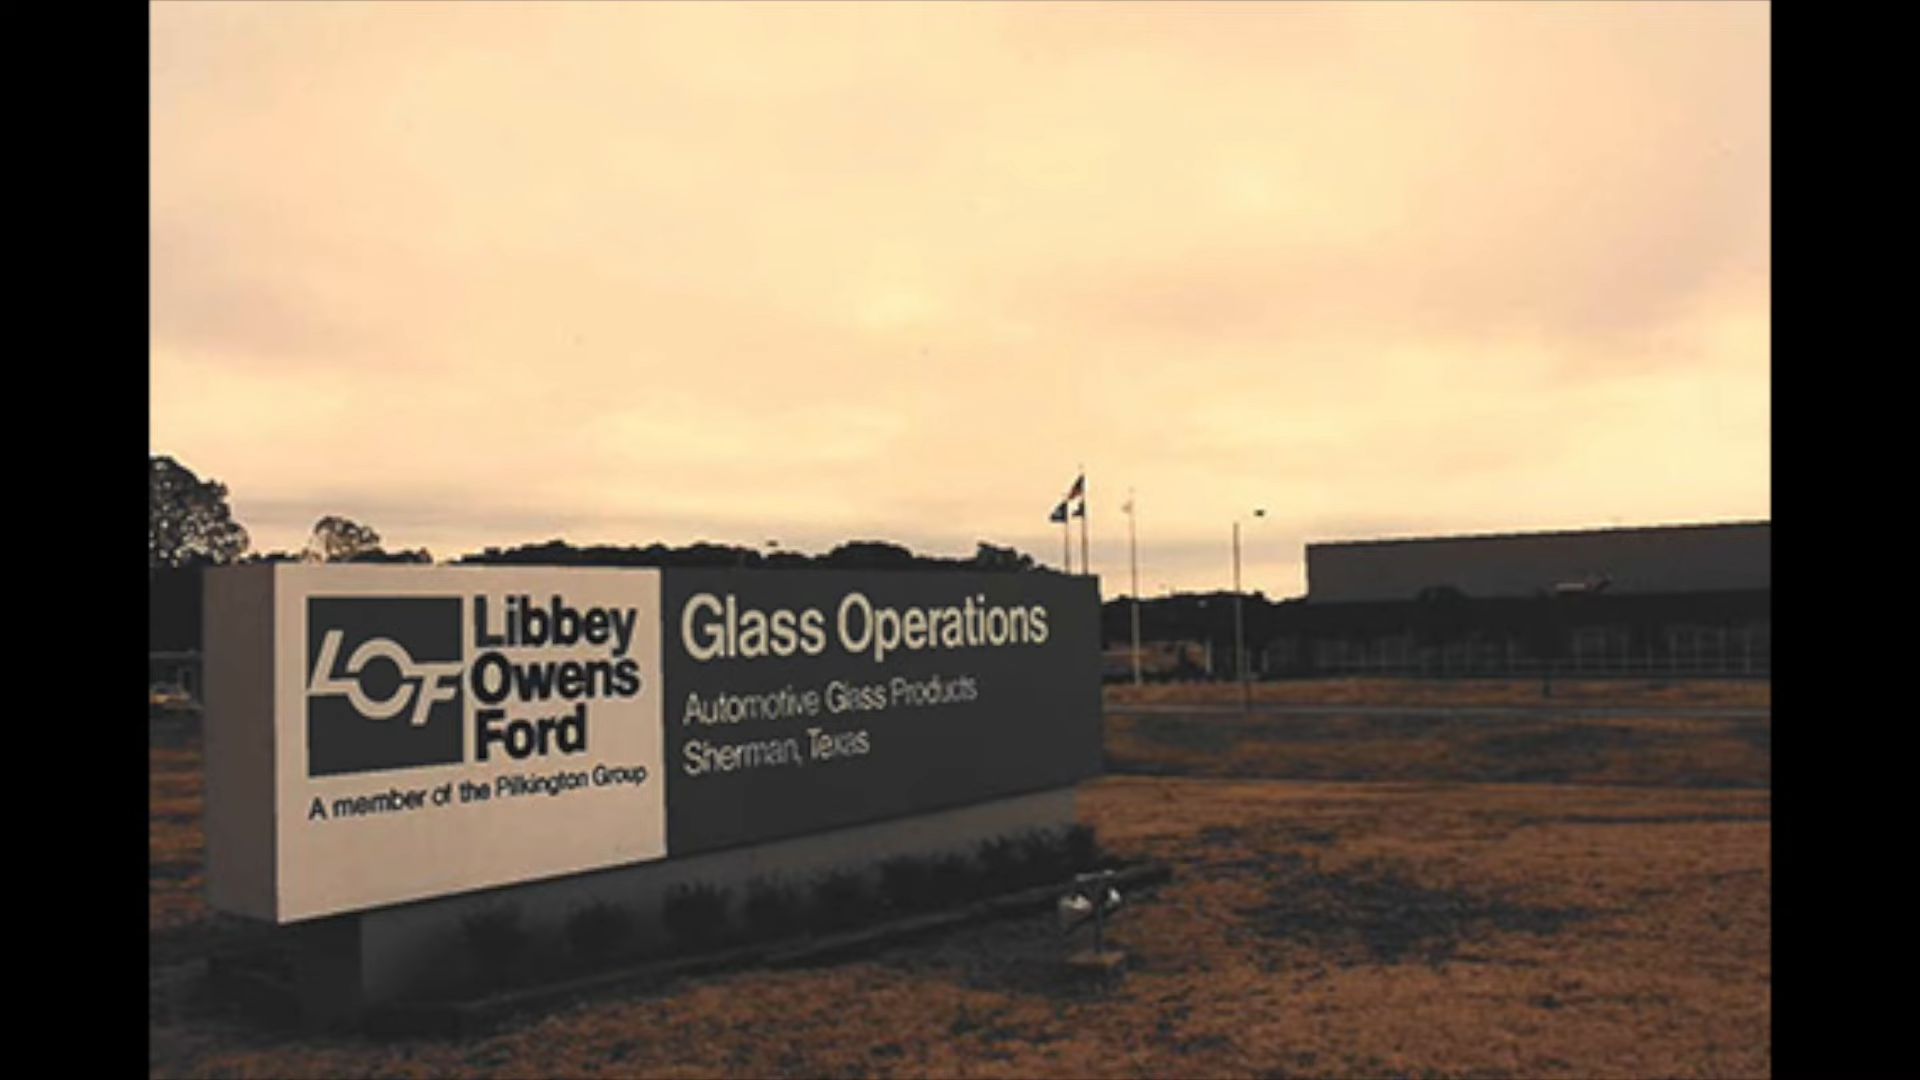 LOF
Libbey
Owens
Ford
A member of the Pilkington Group
Glass Operations
Automotive Glass Products
Sherman, Texas